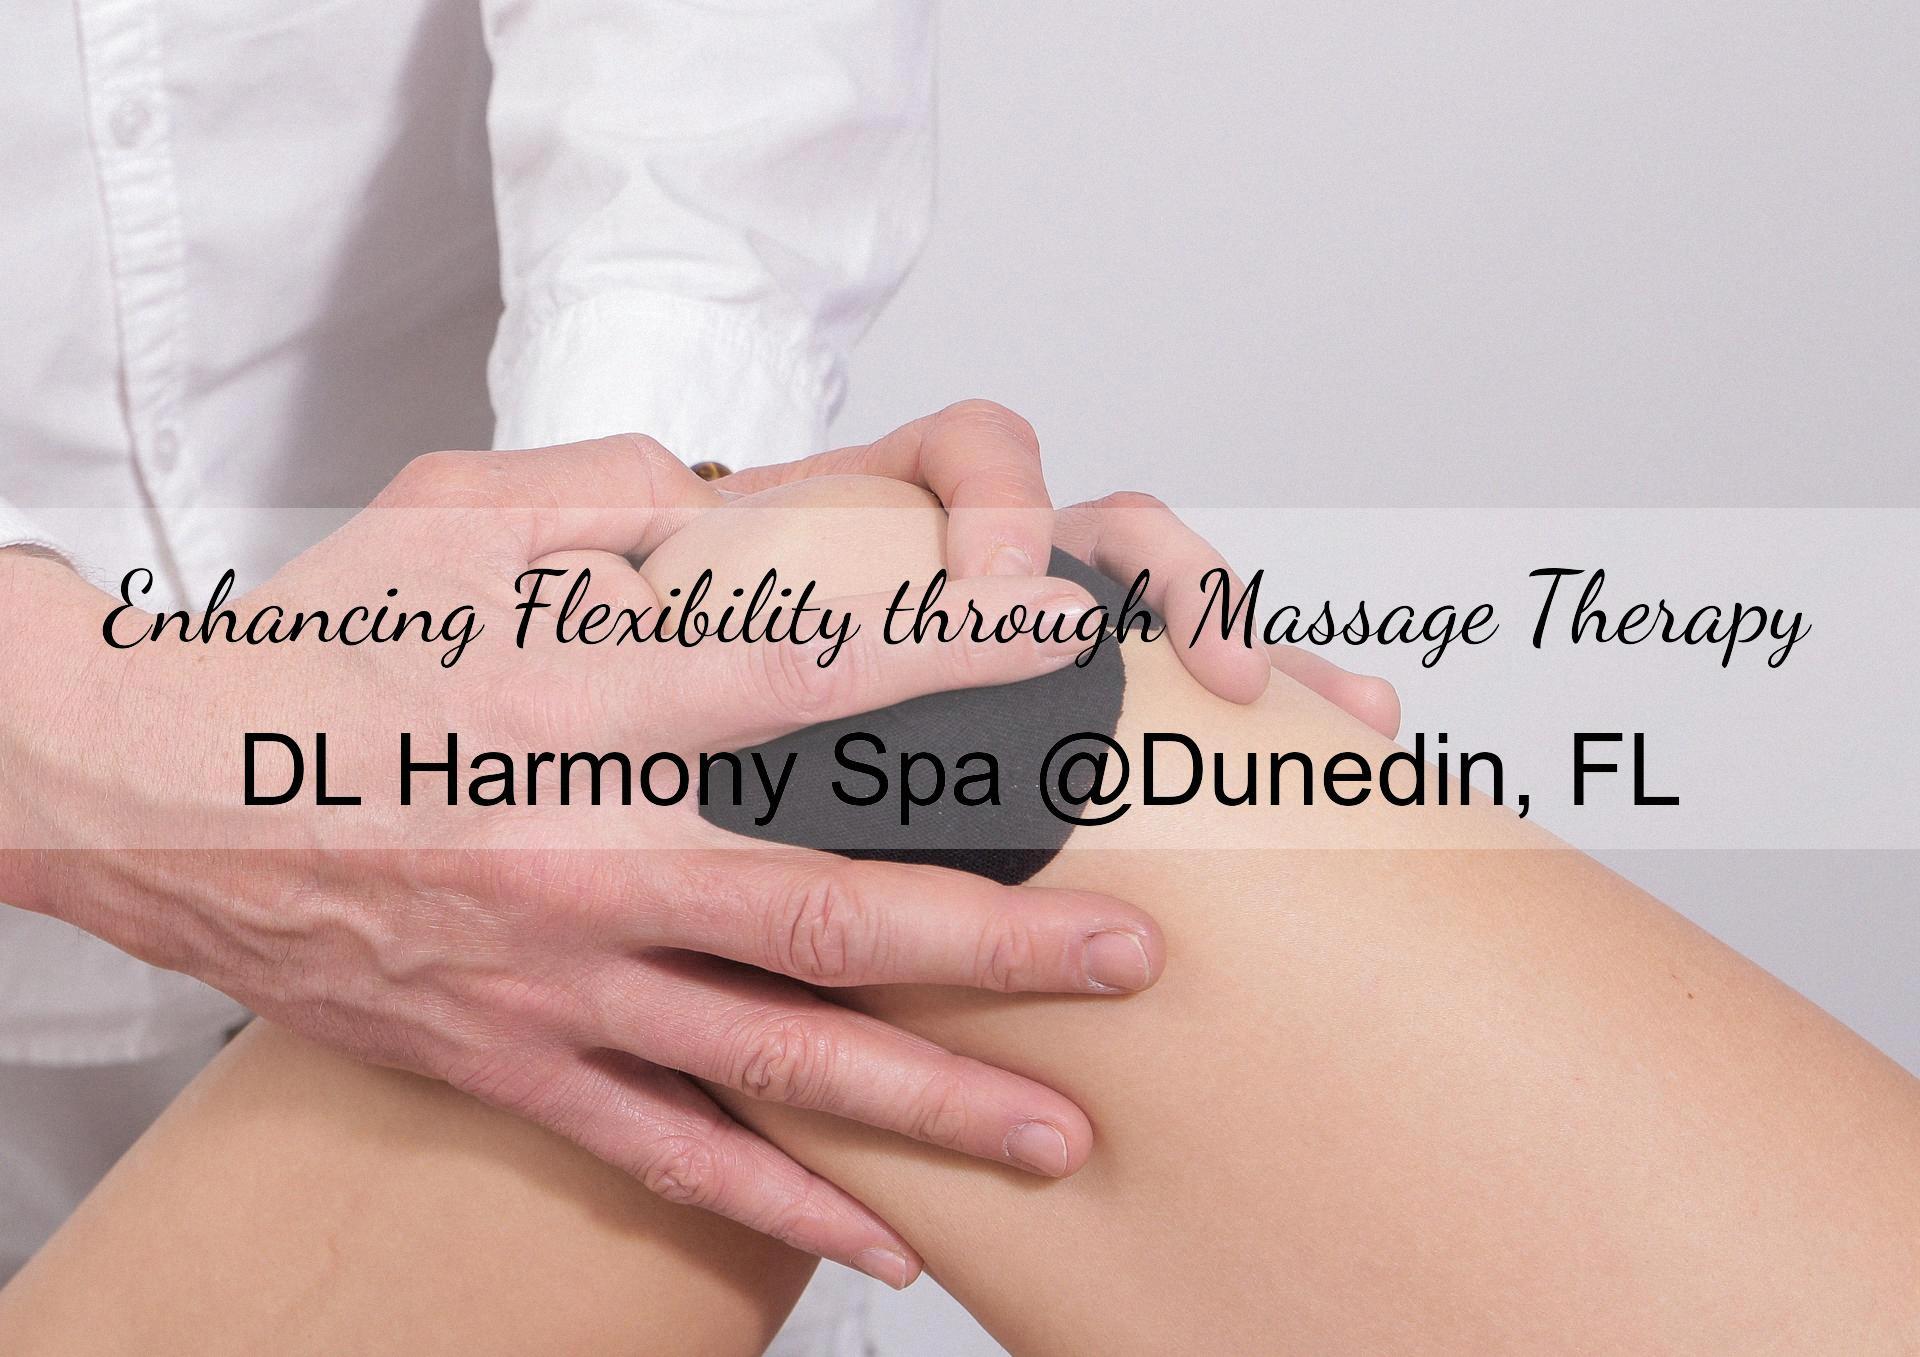 Enhancing Flexibility through Massage Therapy
DL Harmony Spa @Dunedin, FL